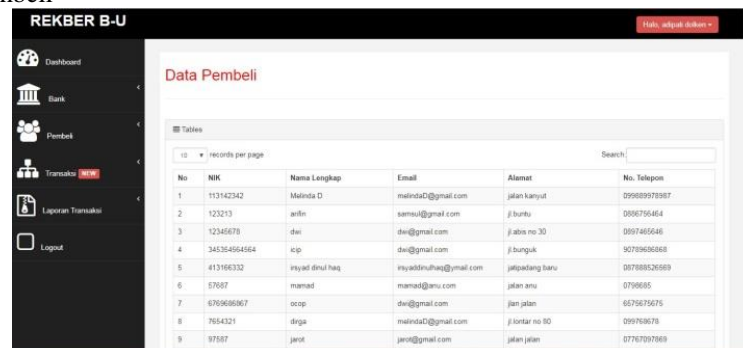 REKBER B-U
Halo, adipati dolken
Dashboard
Bank
Pembeli
Transaksi NEW
Laporan Transaksi
Logout
Data Pembeli
Tables
10 records per page
Search:
No NIK Nama Lengkap Email Alamat No. Telepon
1 113142342 Melinda D melindaD@gmail.com jalan kanyut 099889978987
2 123213 arifin samsul@gmail.com jl.buntu 0886756464
3 12345678 dwi dwi@gmail.com jl.abis no 30 0897465646
4 345354564564 icip dwi@gmail.com jl.bunguk 90789686868
5 413166332 irsyad dinul haq irsyaddinulhaq@ymail.com jatipadang baru
6 57687 mamad mamad@anu.com jalan anu 0798685
7 6769686867 ocop dwi@gmail.com jlan jalan 6575675675
8 7654321 dirga melindaD@gmail.com jl.lontar no 80 099768678
9 97587 jarot jarot@gmail.com jalan jalan 07767097869